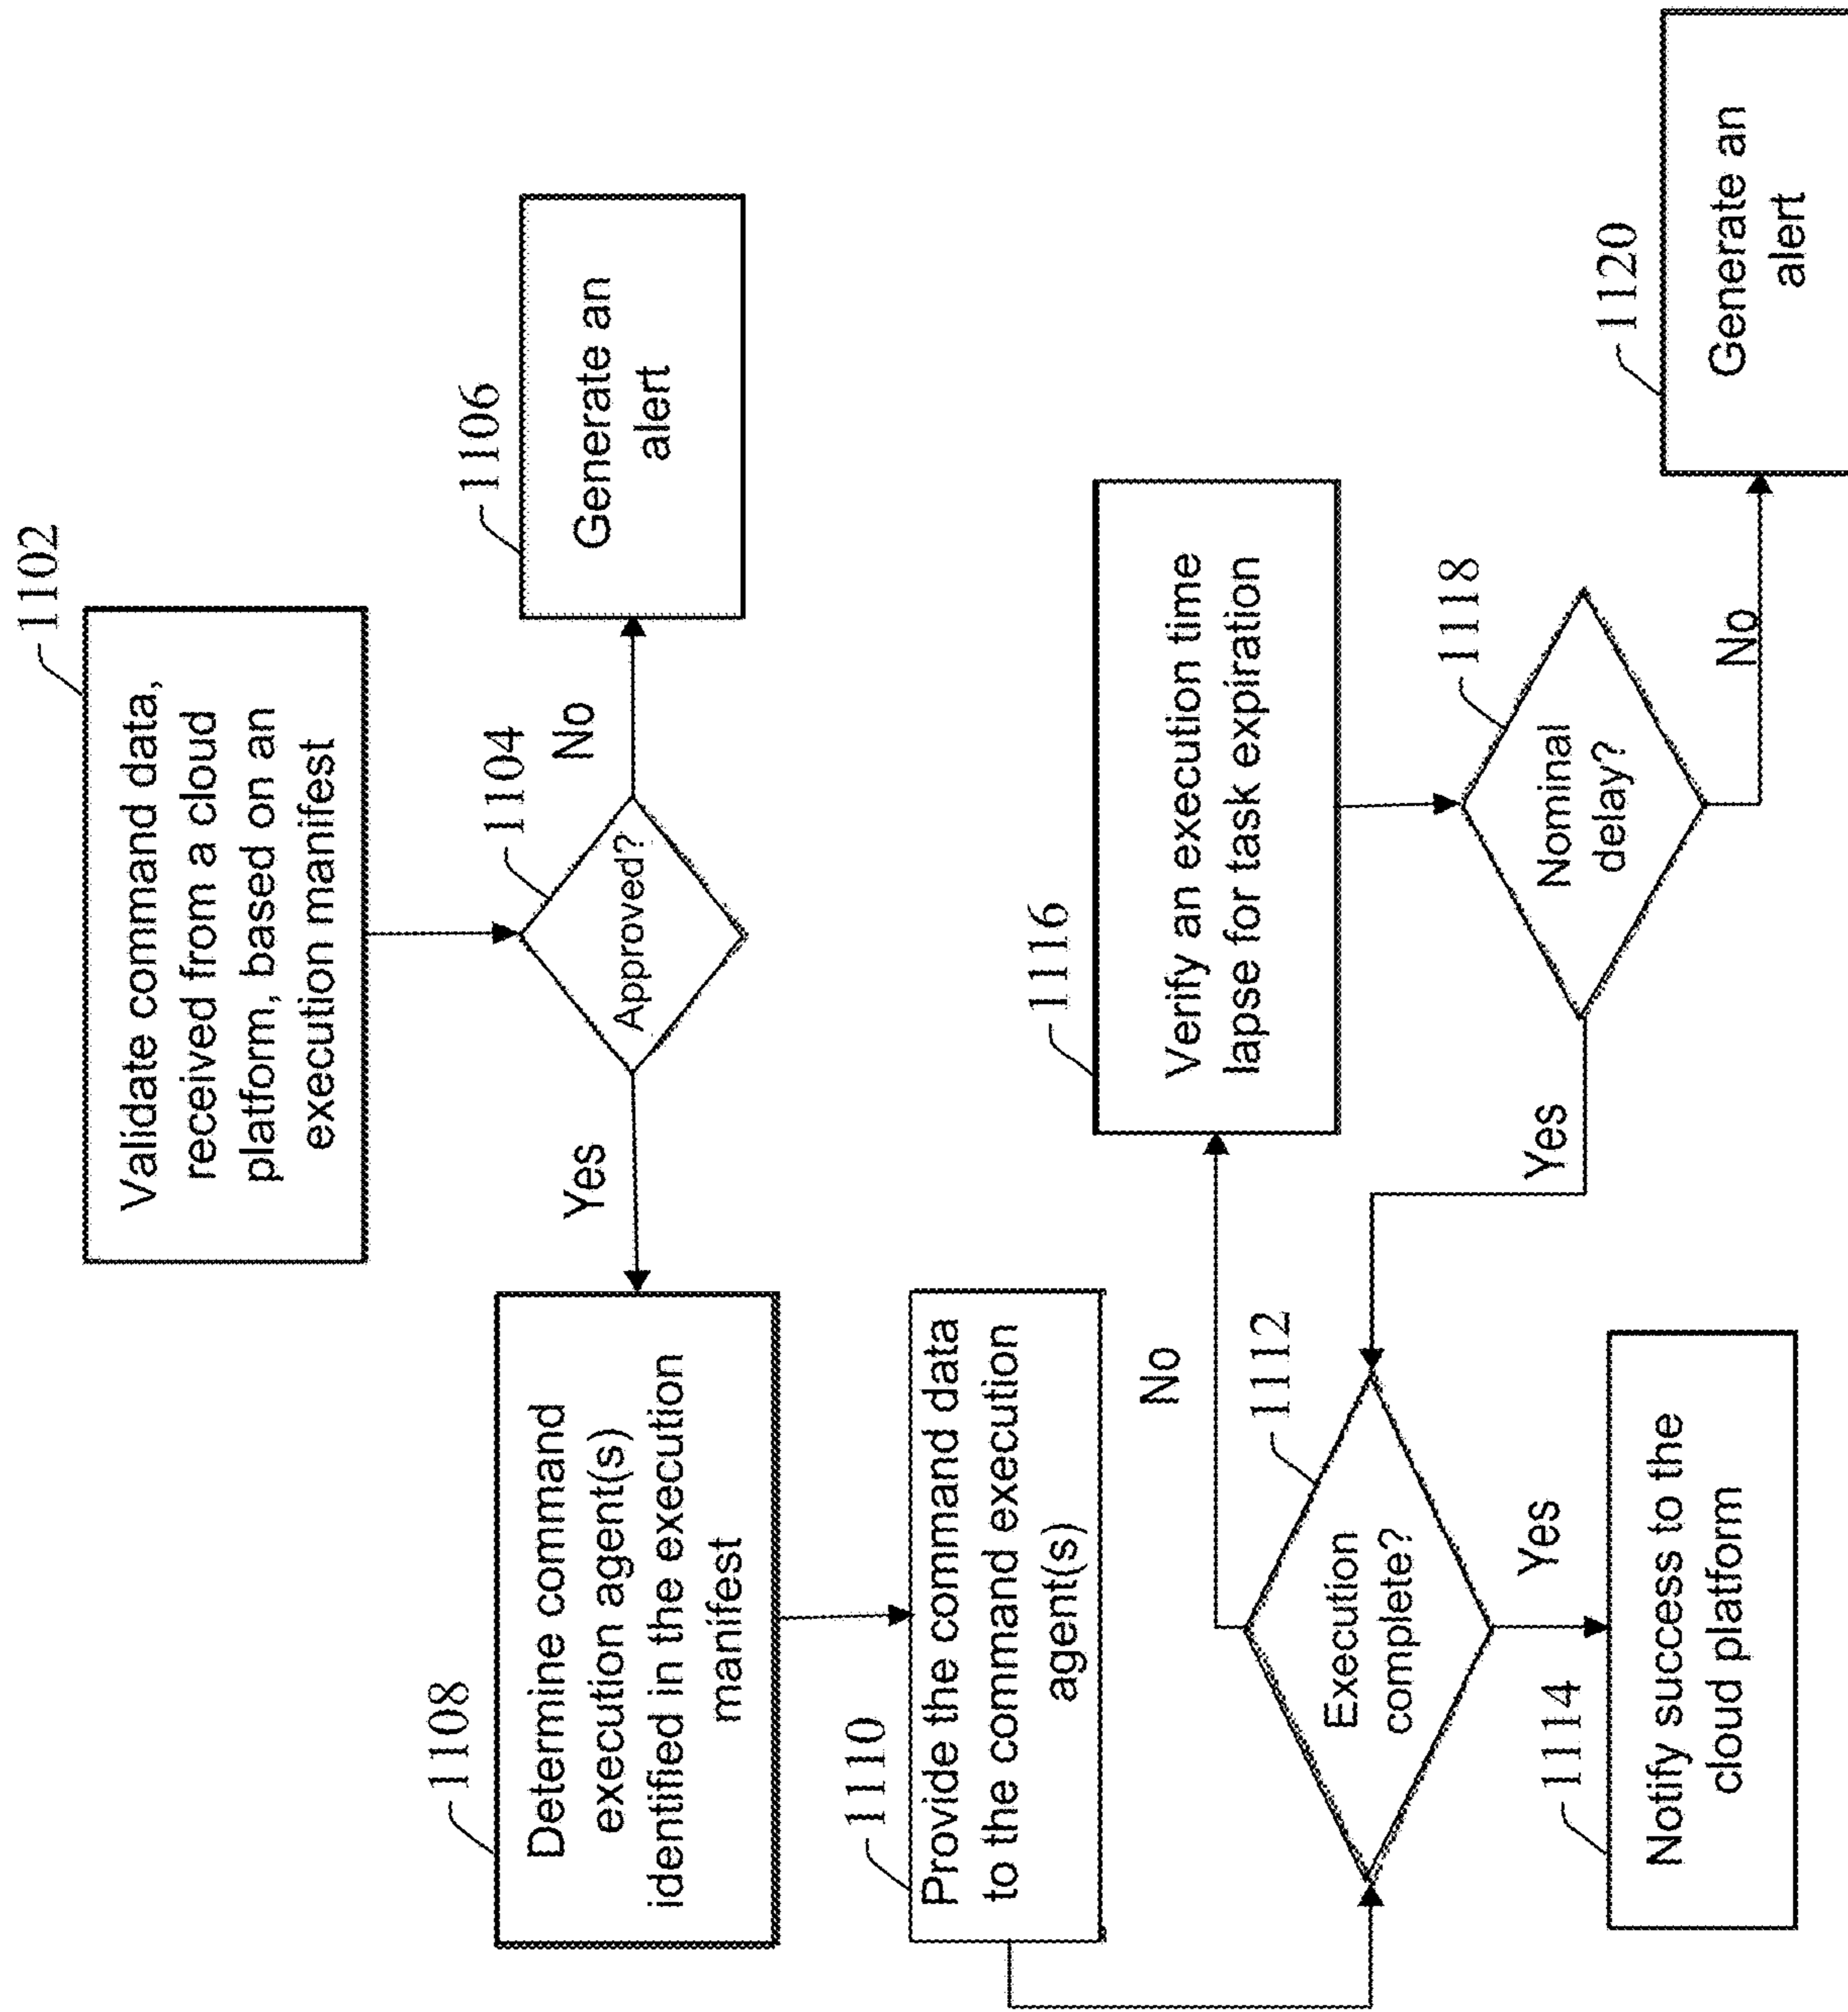 1102
Validate command data,
received from a cloud
platform, based on an
execution manifest
1104
Approved?
No
1106
Generate an
alert
Yes
1108
Determine command
execution agent(s)
identified in the execution
manifest
1110
Provide the command data
to the command execution
agent(s)
1112
Execution
complete?
No
Yes
1114
Notify success to the
cloud platform
1116
Verify an execution time
lapse for task expiration
1118
Nominal
delay?
Yes
No
1120
Generate an
alert